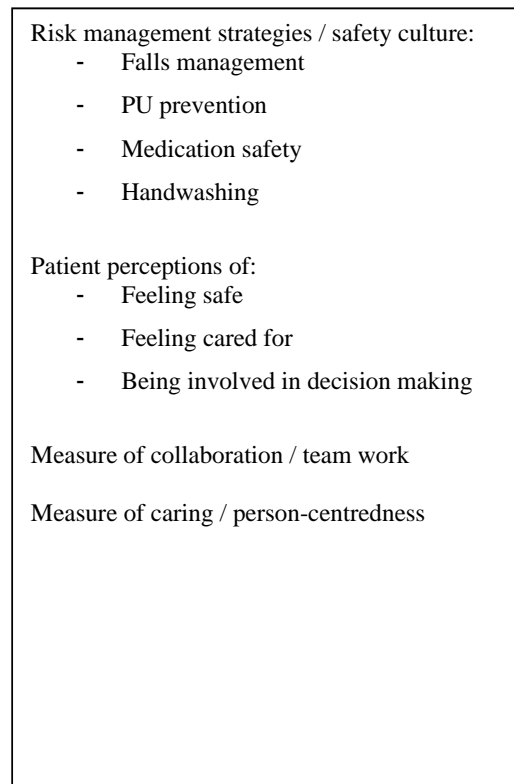 Risk management strategies / safety culture:
- Falls management
- PU prevention
- Medication safety
- Handwashing
Patient perceptions of:
- Feeling safe
- Feeling cared for
- Being involved in decision making
Measure of collaboration / team work
Measure of caring / person-centredness